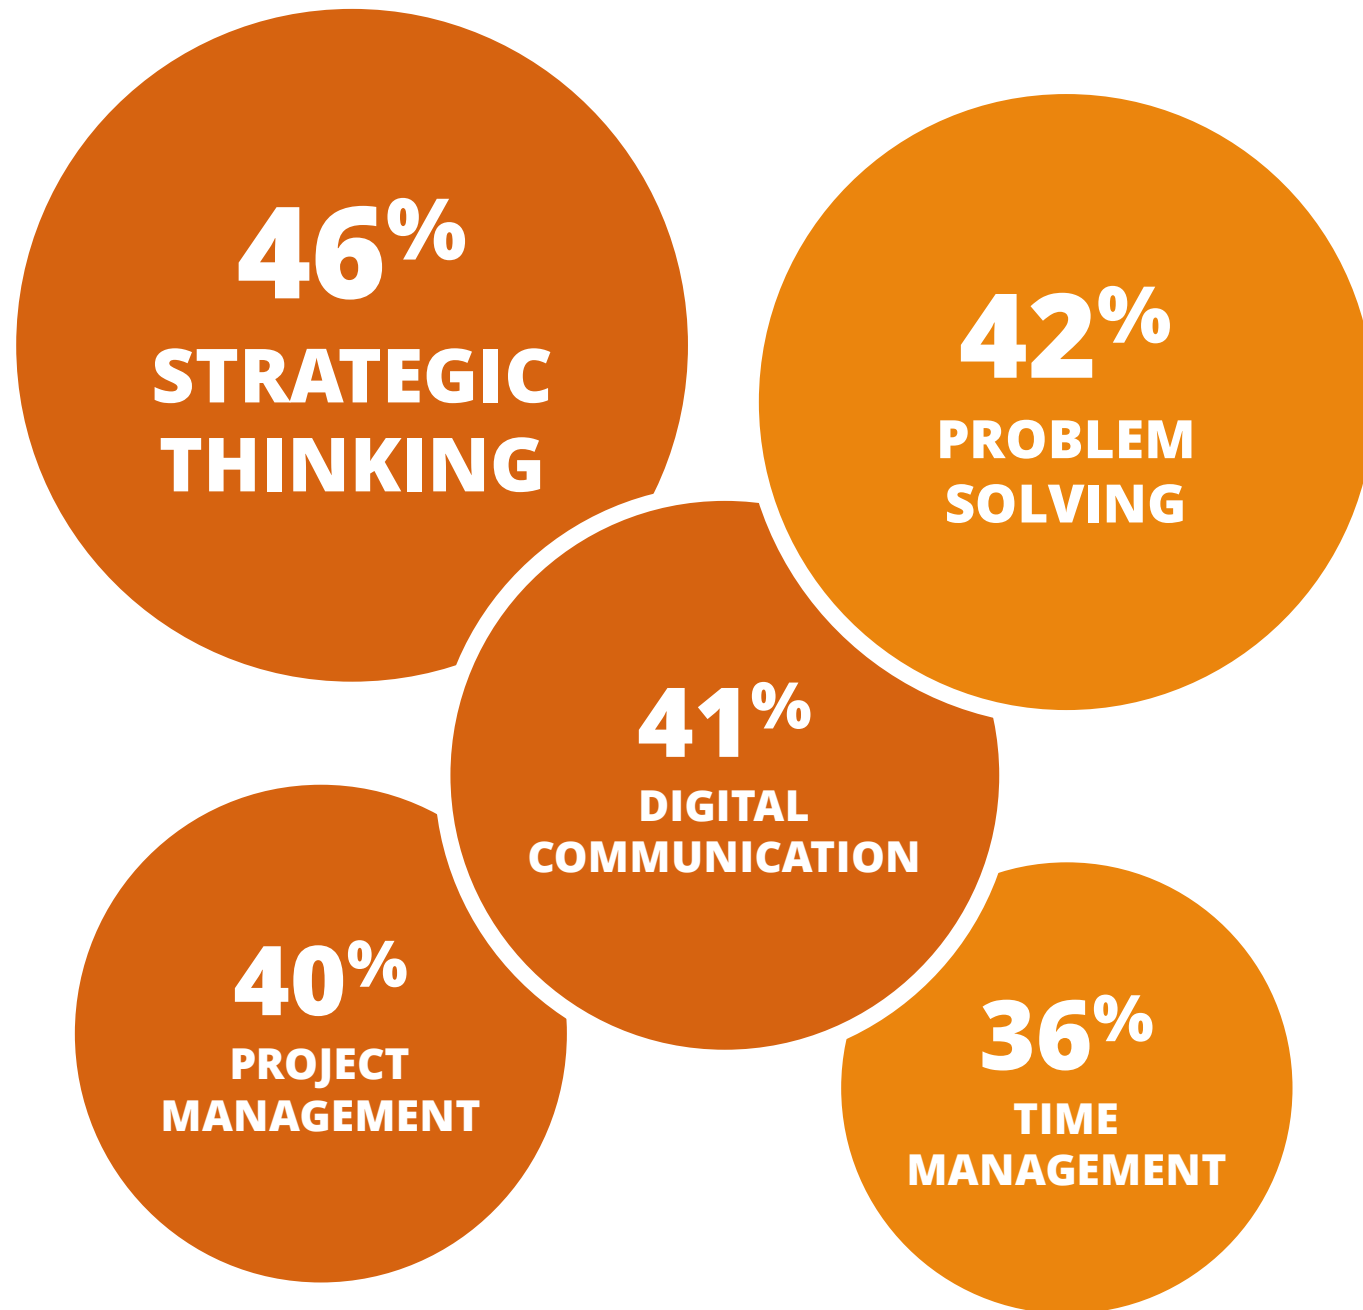 46%
STRATEGIC
THINKING
42%
PROBLEM
SOLVING
41%
DIGITAL
COMMUNICATION
40%
PROJECT
MANAGEMENT
36%
TIME
MANAGEMENT